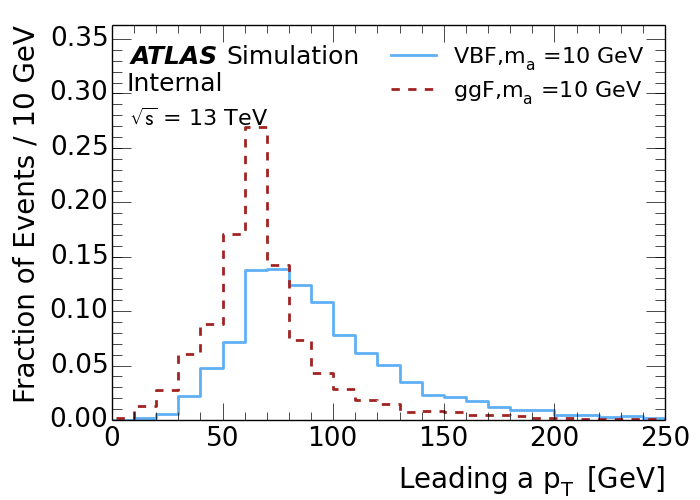 ATLAS Simulation
Internal
√s = 13 TeV
VBF,m_a =10 GeV
ggF,m_a =10 GeV
Fraction of Events / 10 GeV
0.35
0.30
0.25
0.20
0.15
0.10
0.05
0.00
0 50 100 150 200 250
Leading a p_T [GeV]